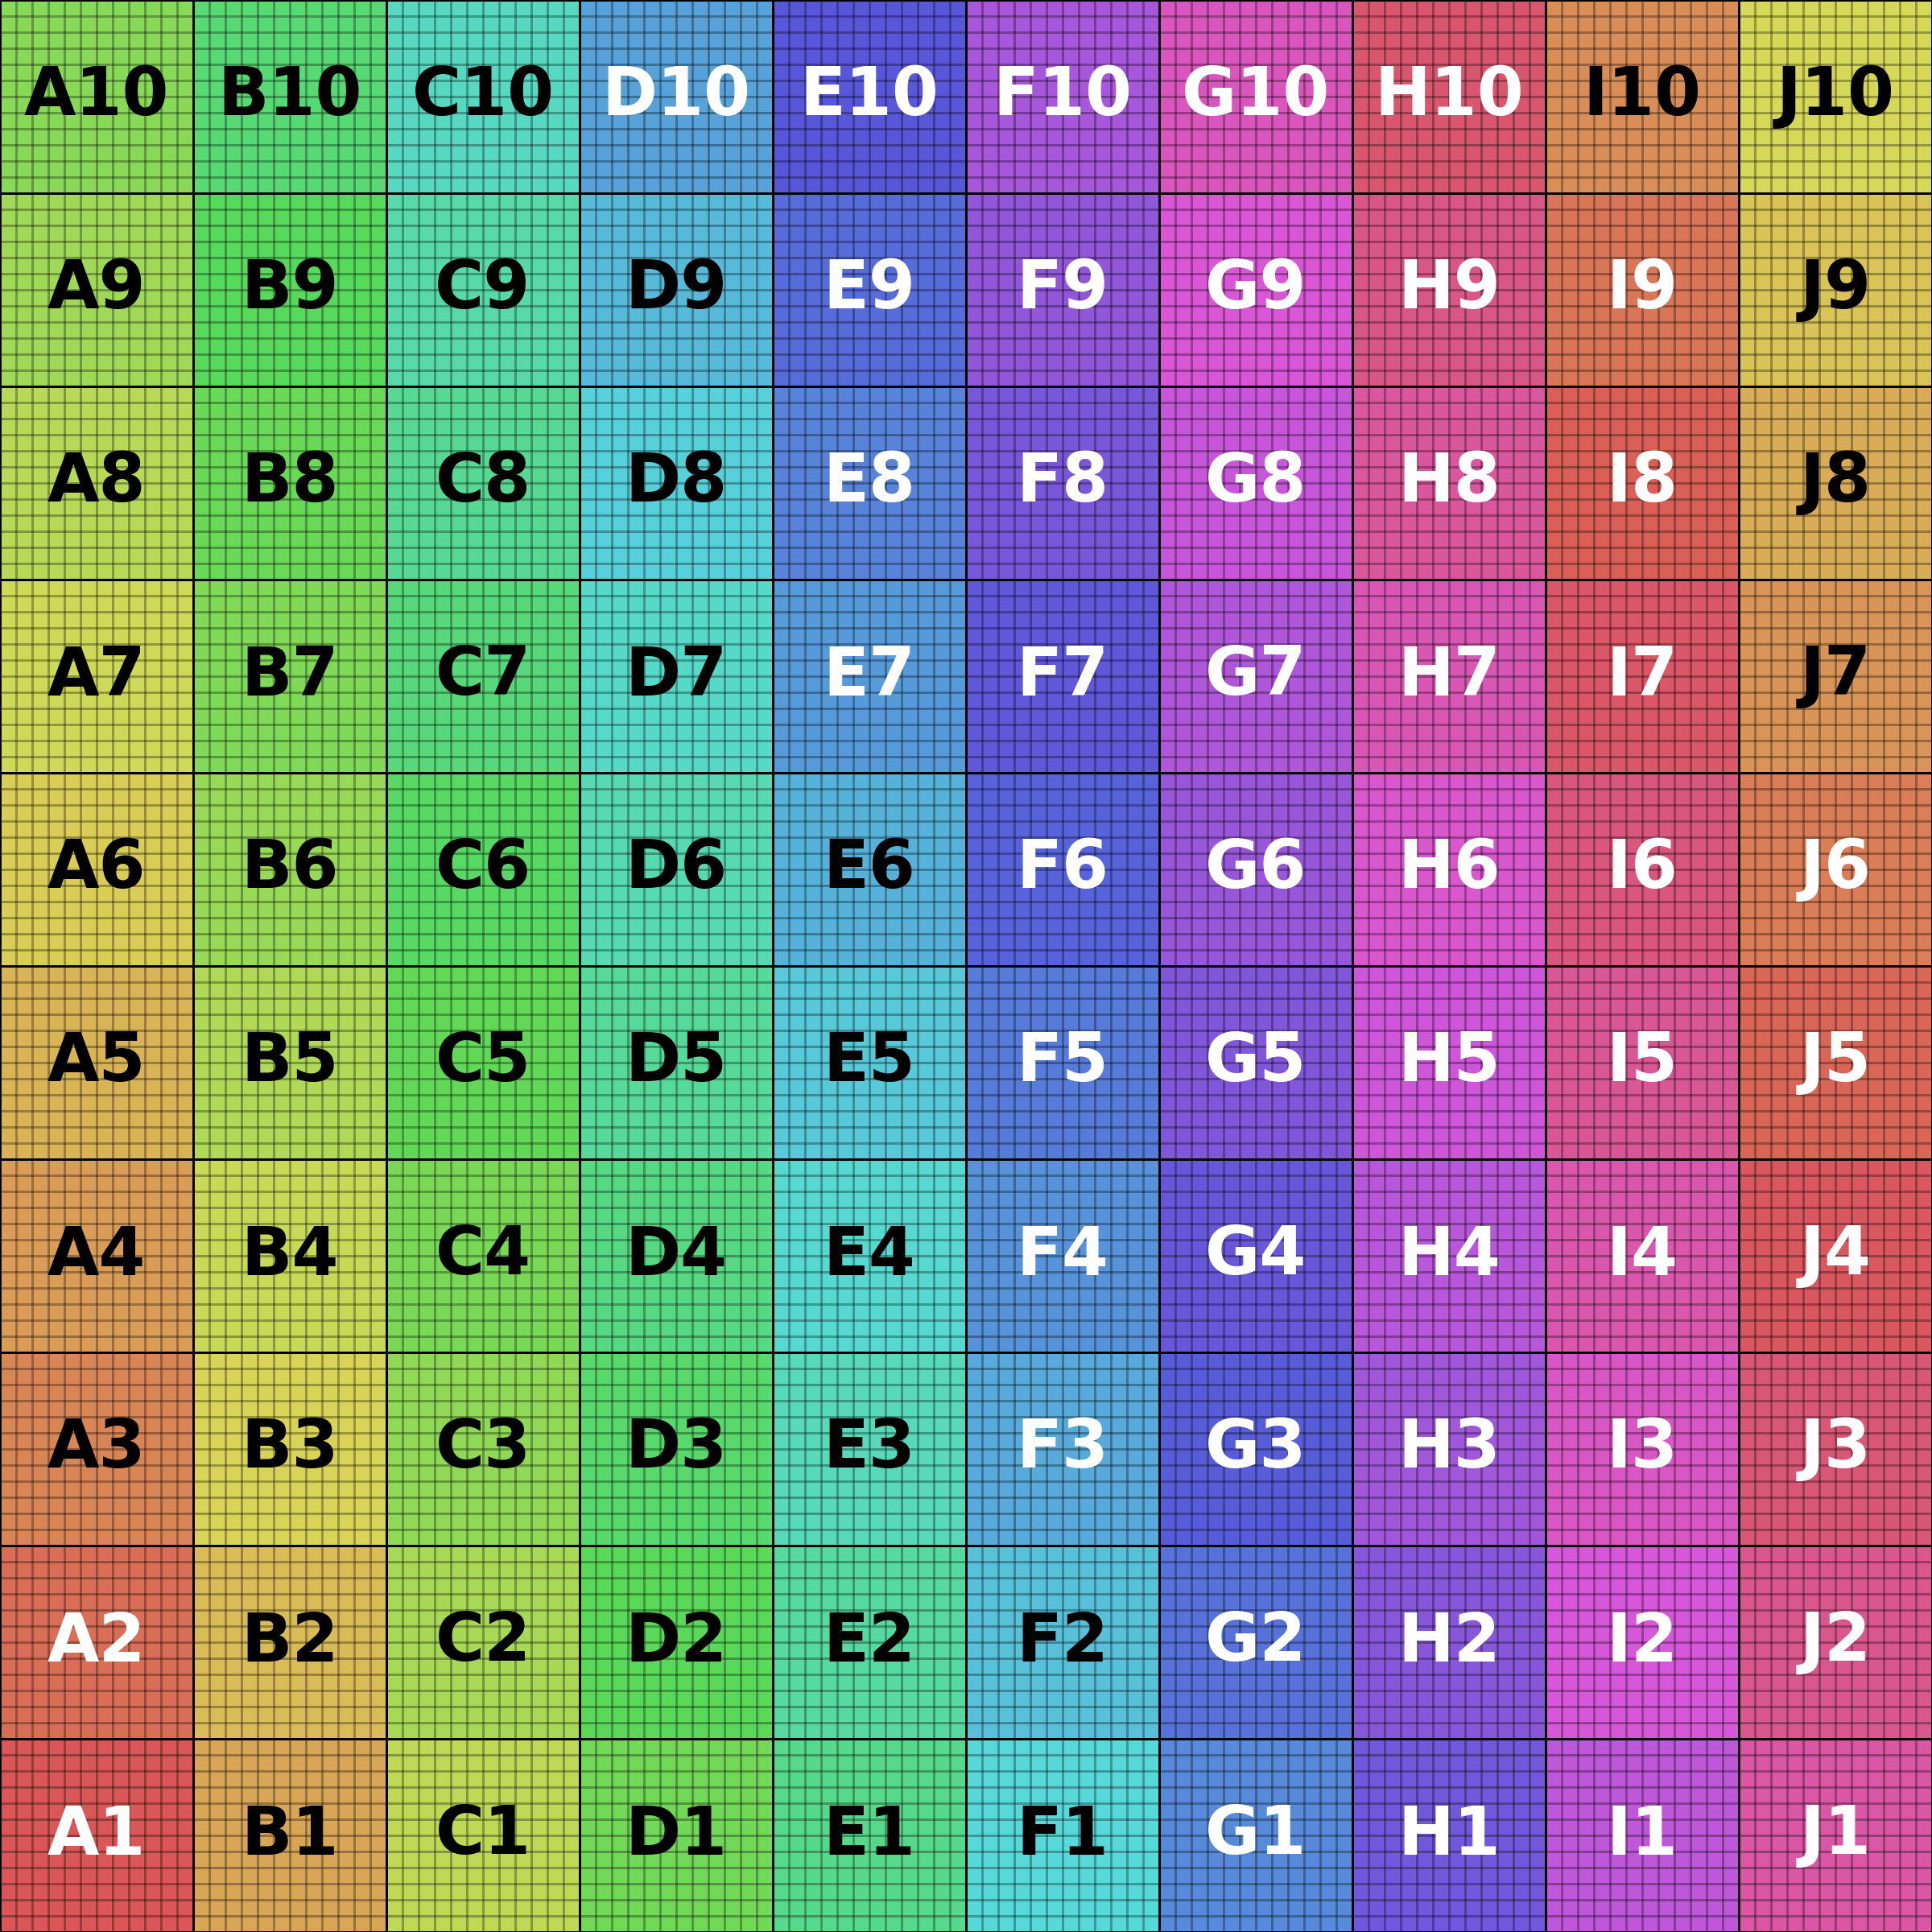 A10 B10 C10 D10 E10 F10 G10 H10 I10 J10
A9 B9 C9 D9 E9 F9 G9 H9 I9 J9
A8 B8 C8 D8 E8 F8 G8 H8 I8 J8
A7 B7 C7 D7 E7 F7 G7 H7 I7 J7
A6 B6 C6 D6 E6 F6 G6 H6 I6 J6
A5 B5 C5 D5 E5 F5 G5 H5 I5 J5
A4 B4 C4 D4 E4 F4 G4 H4 I4 J4
A3 B3 C3 D3 E3 F3 G3 H3 I3 J3
A2 B2 C2 D2 E2 F2 G2 H2 I2 J2
A1 B1 C1 D1 E1 F1 G1 H1 I1 J1